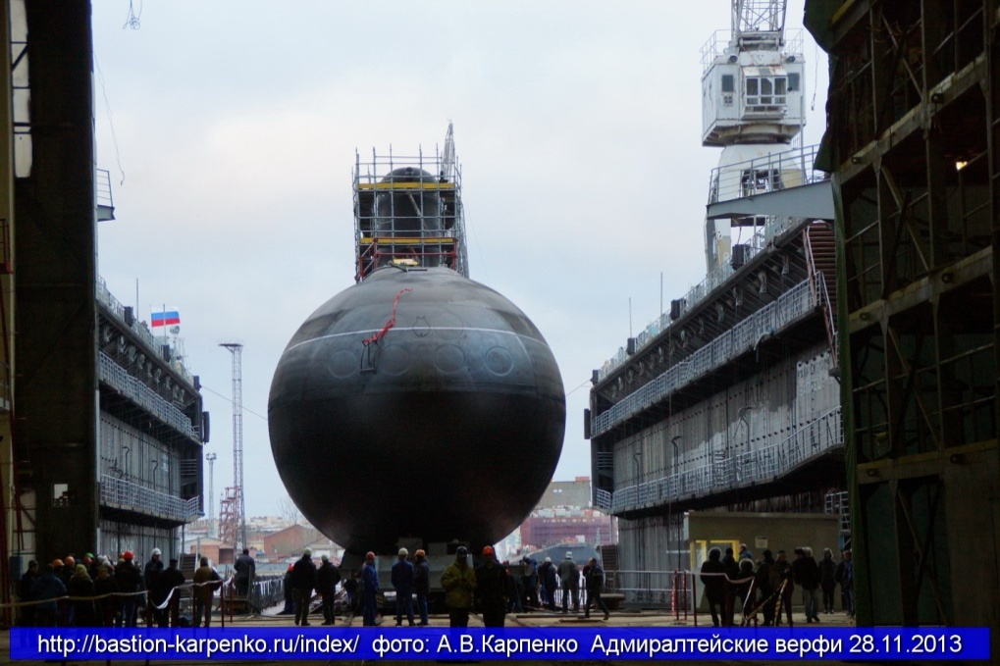 http://bastion-karpenko.ru/index/ фото: А.В.Карпенко Адмиралтейские верфи 28.11.2013